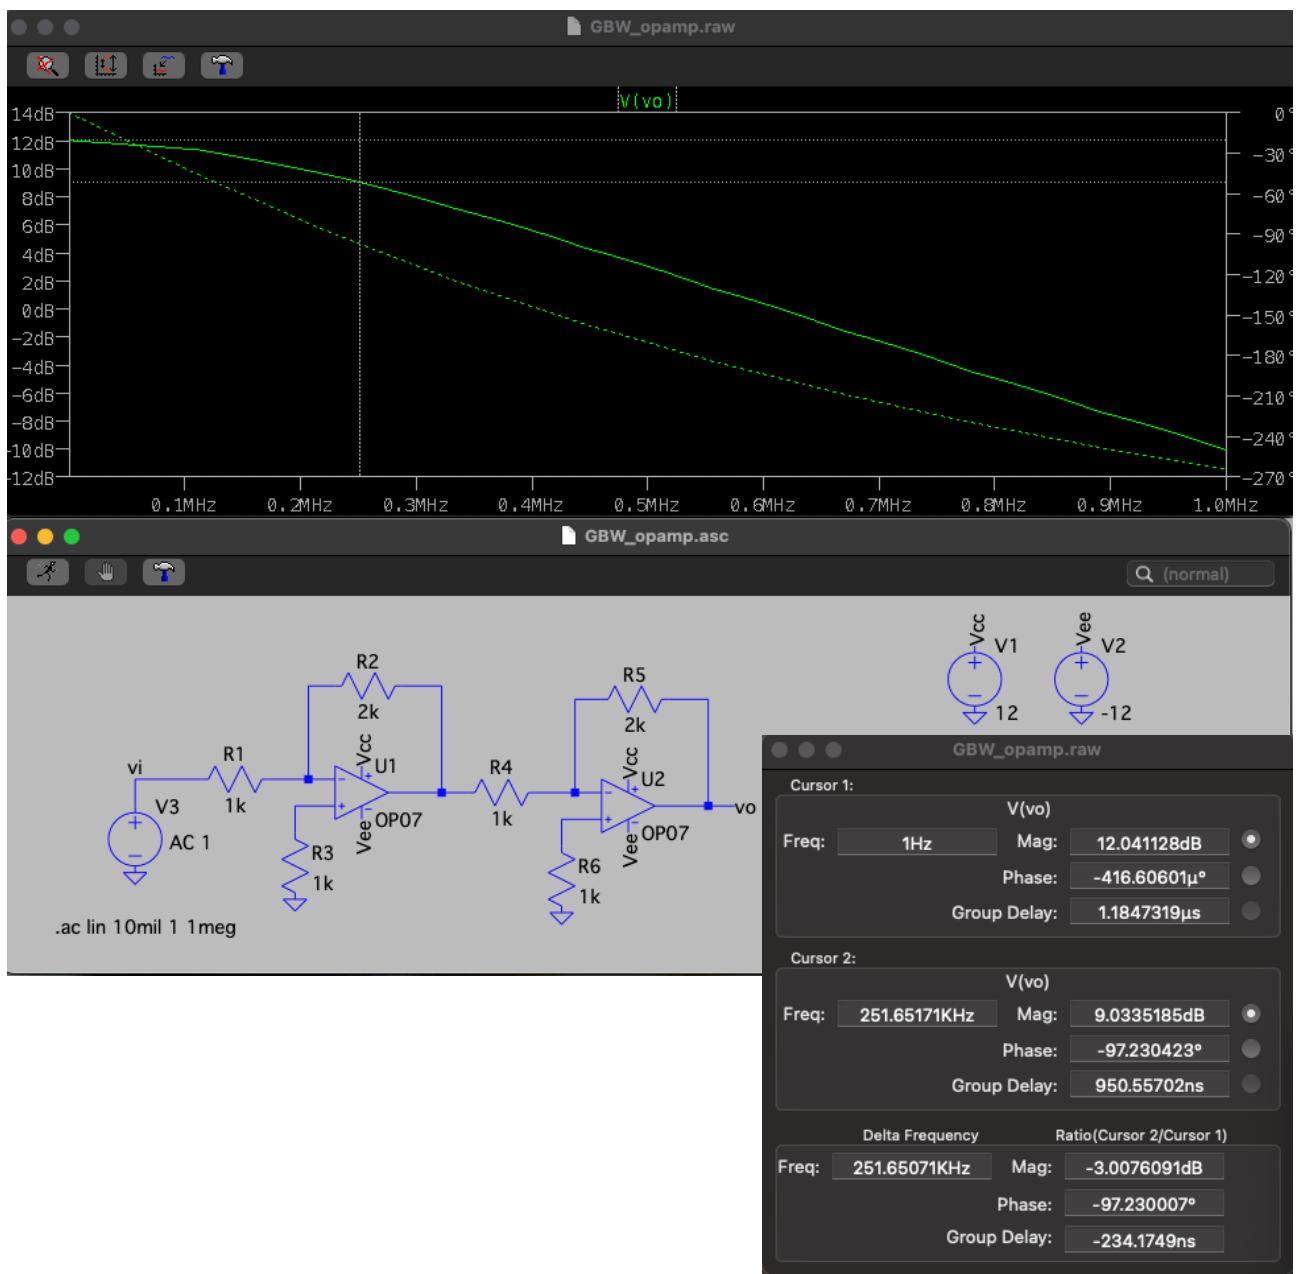 GBW_opamp.raw
V(vo)
14dB
12dB
10dB
8dB
6dB
4dB
2dB
0dB
-2dB
-4dB
-6dB
-8dB
-10dB
-12dB
0°
-30°
-60°
-90°
-120°
-150°
-180°
-210°
-240°
-270°
0.1MHz 0.2MHz 0.3MHz 0.4MHz 0.5MHz 0.6MHz 0.7MHz 0.8MHz 0.9MHz 1.0MHz
GBW_opamp.asc
(normal)
vi
V3
AC 1
R1
1k
R2
2k
Vcc
U1
Vee
OP07
R3
1k
R4
1k
R5
2k
Vcc
U2
Vee
OP07
R6
1k
vo
Vcc
V1
12
Vee
V2
-12
.ac lin 10mil 1 1meg
GBW_opamp.raw
Cursor 1:
V(vo)
Freq: 1Hz Mag: 12.041128dB
Phase: -416.60601µ°
Group Delay: 1.1847319µs
Cursor 2:
V(vo)
Freq: 251.65171KHz Mag: 9.0335185dB
Phase: -97.230423°
Group Delay: 950.55702ns
Delta Frequency Ratio(Cursor 2/Cursor 1)
Freq: 251.65071KHz Mag: -3.0076091dB
Phase: -97.230007°
Group Delay: -234.1749ns